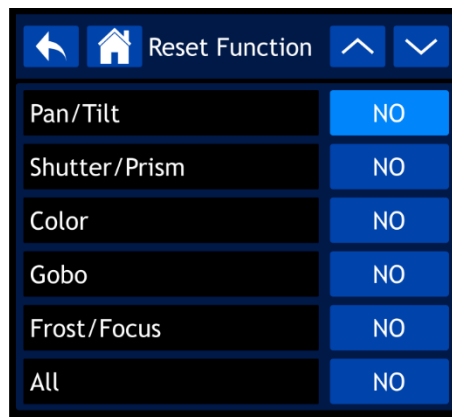 Reset Function
Pan/Tilt NO
Shutter/Prism NO
Color NO
Gobo NO
Frost/Focus NO
All NO